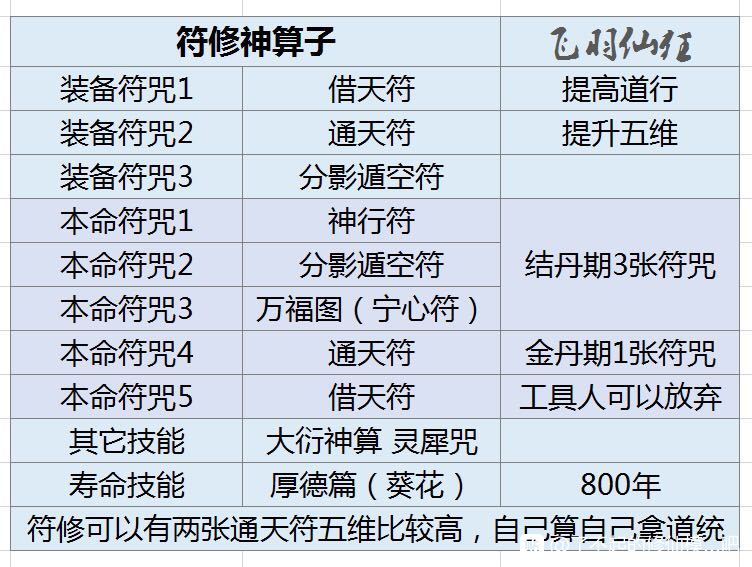 符修神算子 飞羽仙狂
装备符咒1 借天符 提高道行
装备符咒2 通天符 提升五维
装备符咒3 分影遁空符
本命符咒1 神行符
本命符咒2 分影遁空符 结丹期3张符咒
本命符咒3 万福图（宁心符）
本命符咒4 通天符 金丹期1张符咒
本命符咒5 借天符 工具人可以放弃
其它技能 大衍神算 灵犀咒
寿命技能 厚德篇（葵花） 800年
符修可以有两张通天符五维比较高，自己算自己拿道统